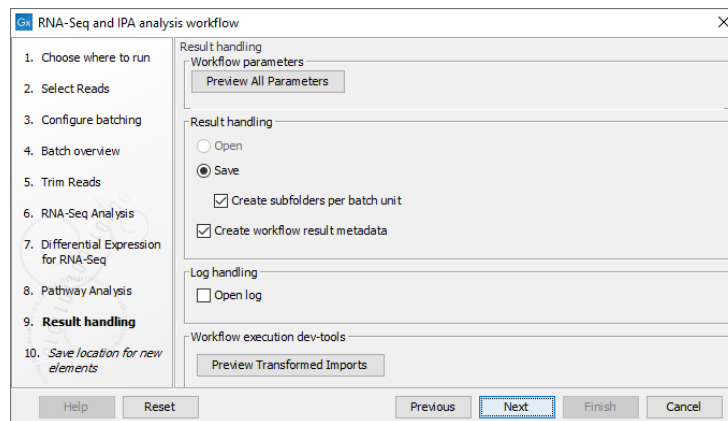 Gx RNA-Seq and IPA analysis workflow
1. Choose where to run
2. Select Reads
3. Configure batching
4. Batch overview
5. Trim Reads
6. RNA-Seq Analysis
7. Differential Expression
for RNA-Seq
8. Pathway Analysis
9. Result handling
10. Save location for new
elements
Result handling
Workflow parameters
Preview All Parameters
Result handling
Open
Save
Create subfolders per batch unit
Create workflow result metadata
Log handling
Open log
Workflow execution dev-tools
Preview Transformed Imports
Help Reset Previous Next Finish Cancel